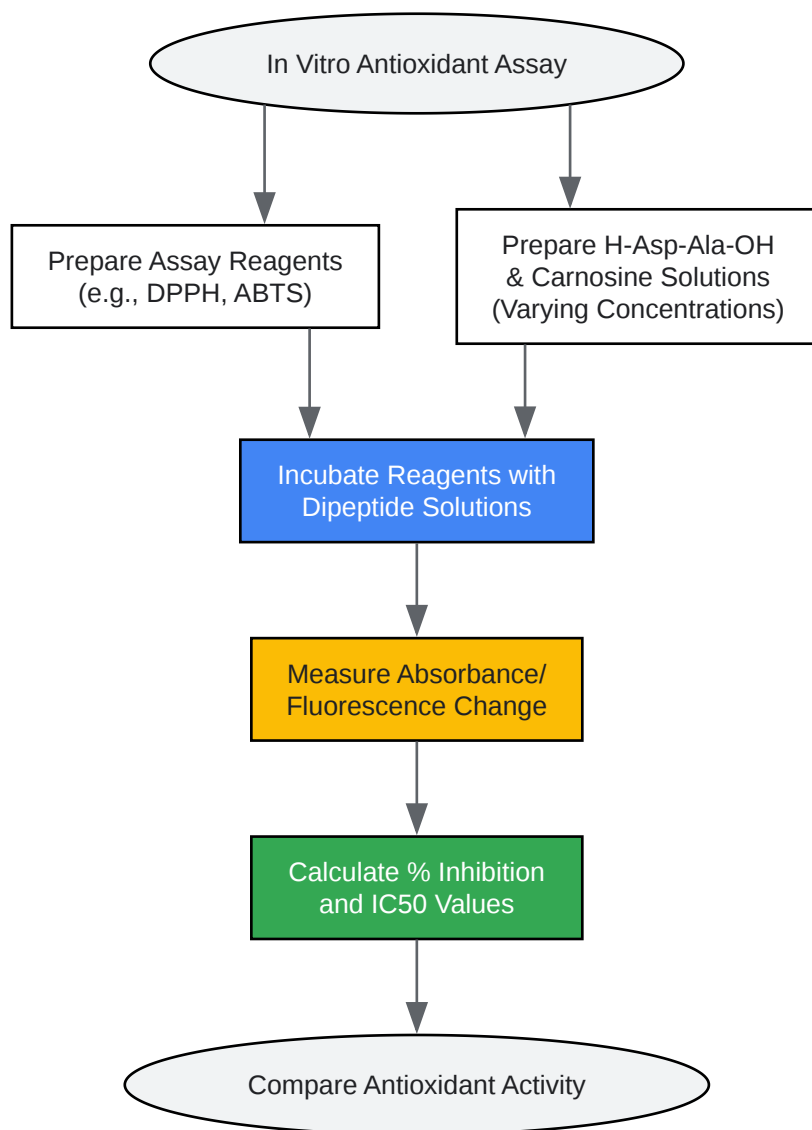 In Vitro Antioxidant Assay
Prepare Assay Reagents
(e.g., DPPH, ABTS)
Prepare H-Asp-Ala-OH
& Carnosine Solutions
(Varying Concentrations)
Incubate Reagents with
Dipeptide Solutions
Measure Absorbance/
Fluorescence Change
Calculate % Inhibition
and IC50 Values
Compare Antioxidant Activity